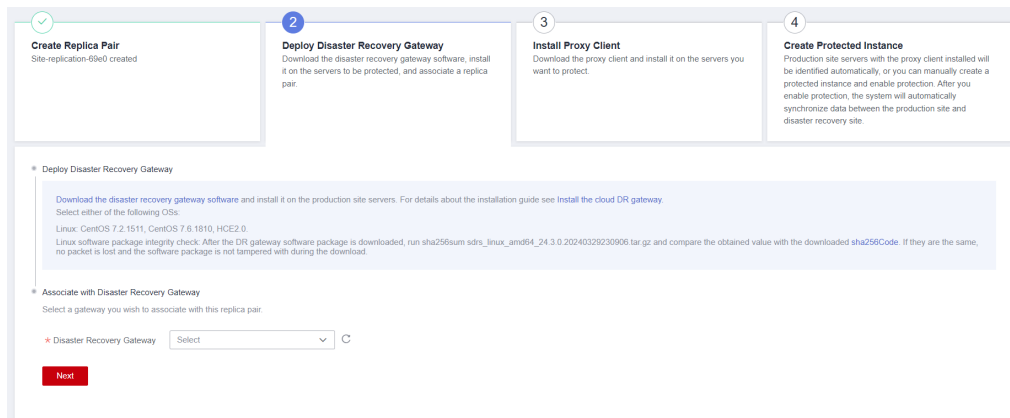 2
3
4
Create Replica Pair
Site-replication-69e0 created
Deploy Disaster Recovery Gateway
Download the disaster recovery gateway software, install
it on the servers to be protected, and associate a replica
pair.
Install Proxy Client
Download the proxy client and install it on the servers you
want to protect.
Create Protected Instance
Production site servers with the proxy client installed will
be identified automatically, or you can manually create a
protected instance and enable protection. After you
enable protection, the system will automatically
synchronize data between the production site and
disaster recovery site.
Deploy Disaster Recovery Gateway
Download the disaster recovery gateway software and install it on the production site servers. For details about the installation guide see Install the cloud DR gateway.
Select either of the following OSs:
Linux: CentOS 7.2.1511, CentOS 7.6.1810, HCE2.0.
Linux software package integrity check: After the DR gateway software package is downloaded, run sha256sum sdrs_linux_amd64_24.3.0.20240329230906.tar.gz and compare the obtained value with the downloaded sha256Code. If they are the same,
no packet is lost and the software package is not tampered with during the download.
Associate with Disaster Recovery Gateway
Select a gateway you wish to associate with this replica pair.
* Disaster Recovery Gateway Select
Next